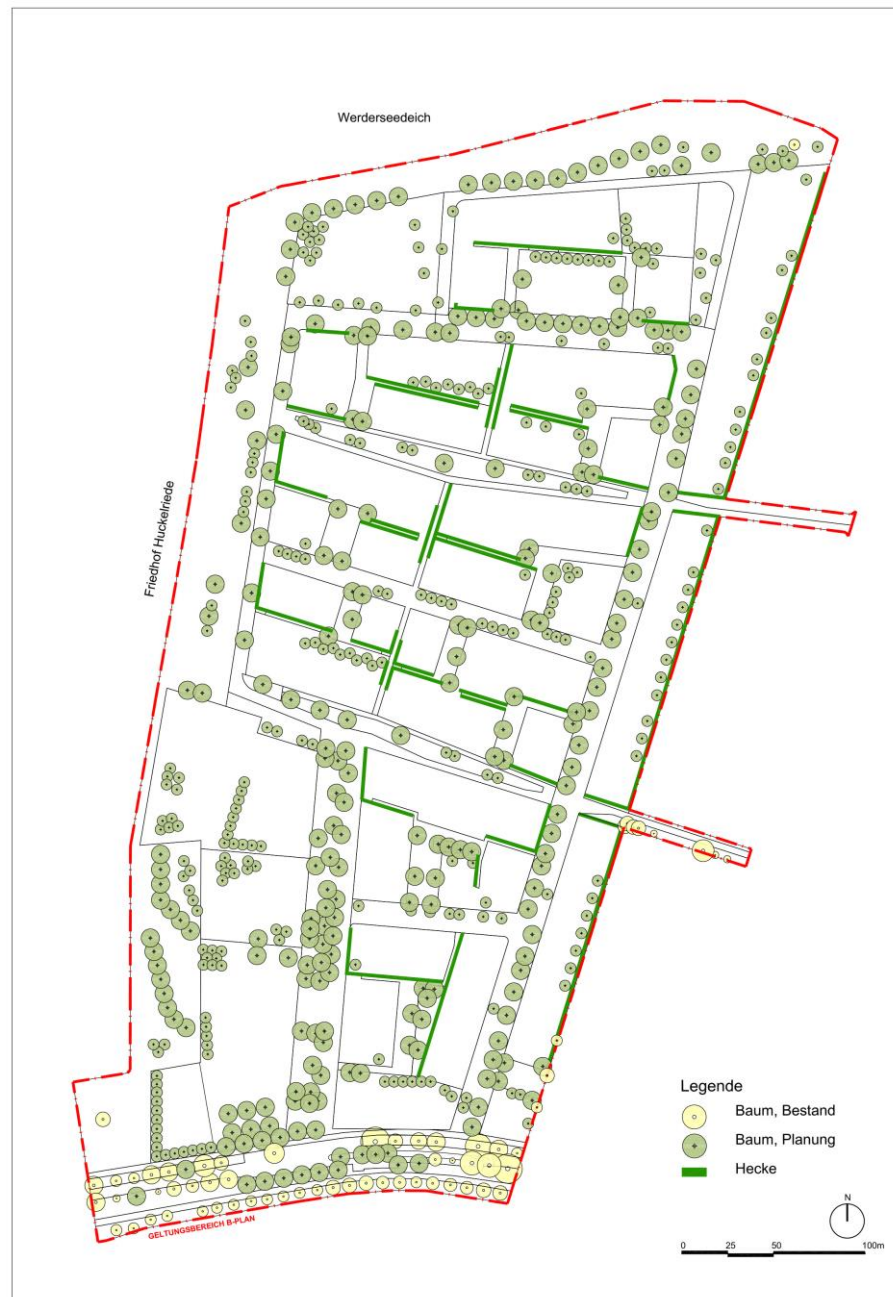 Werderseedeich
Friedhof Huckelriede
Legende
Baum, Bestand
Baum, Planung
Hecke
N
0 25 50 100m
GELTUNGSBEREICH B-PLAN